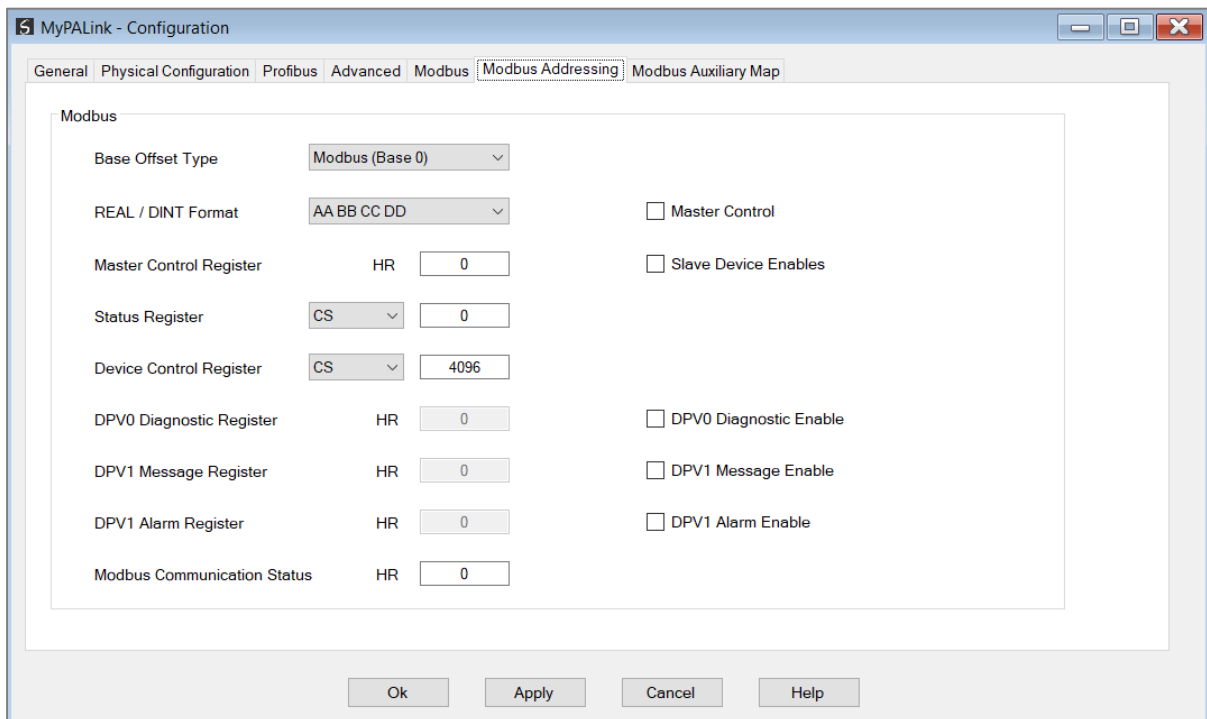 MyPALink - Configuration
General Physical Configuration Profibus Advanced Modbus Modbus Addressing Modbus Auxiliary Map
Modbus
Base Offset Type Modbus (Base 0)
REAL / DINT Format AA BB CC DD Master Control
Master Control Register HR 0 Slave Device Enables
Status Register CS 0
Device Control Register CS 4096
DPV0 Diagnostic Register HR 0 DPV0 Diagnostic Enable
DPV1 Message Register HR 0 DPV1 Message Enable
DPV1 Alarm Register HR 0 DPV1 Alarm Enable
Modbus Communication Status HR 0
Ok Apply Cancel Help